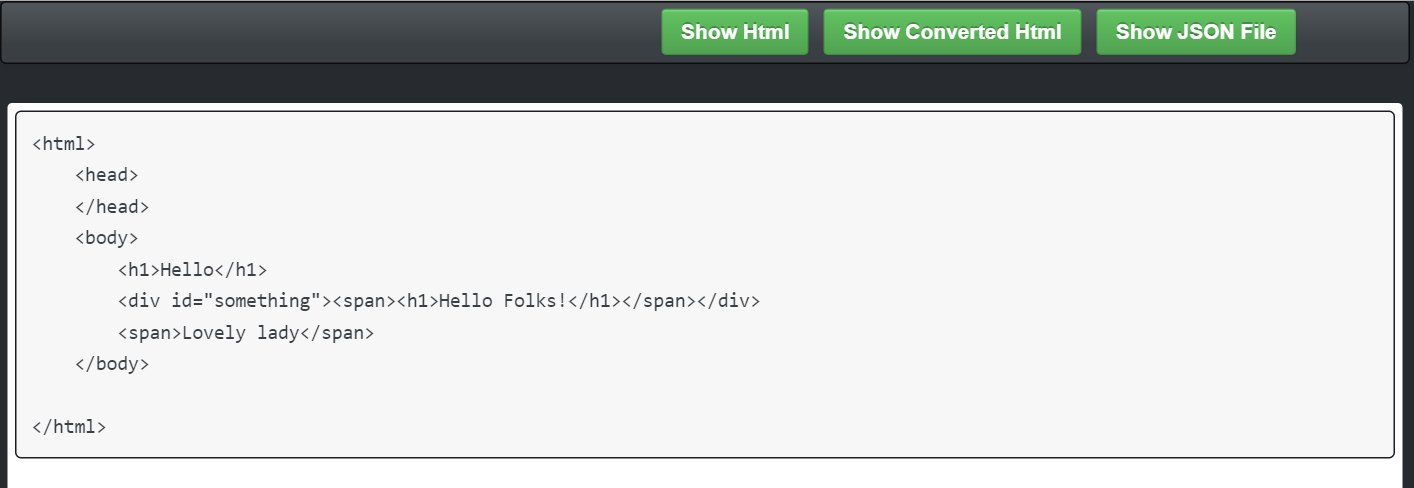 Show Html Show Converted Html Show JSON File
<html>
    <head>
    </head>
    <body>
        <h1>Hello</h1>
        <div id="something"><span><h1>Hello Folks!</h1></span></div>
        <span>Lovely lady</span>
    </body>

</html>